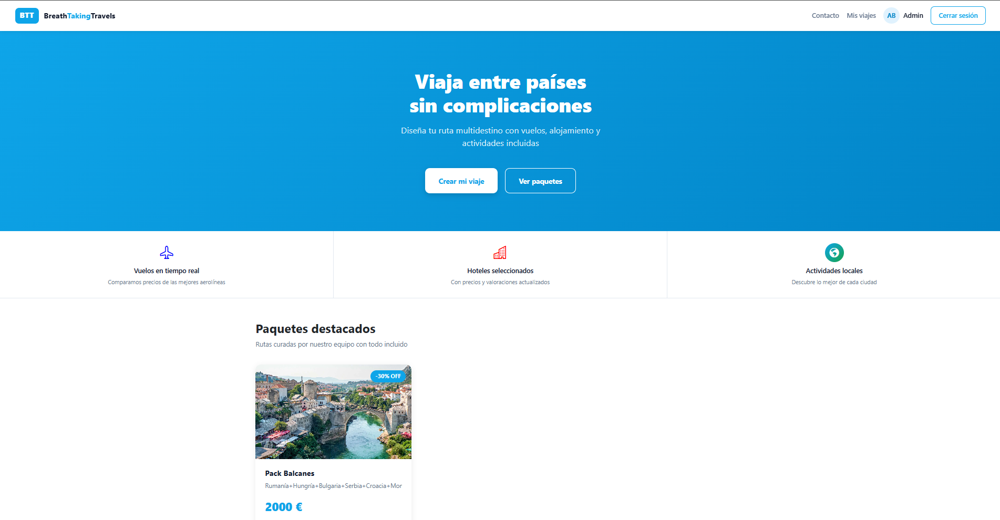 BTT BreathTakingTravels
Contacto Mis viajes AB Admin Cerrar sesión
Viaja entre países
sin complicaciones
Diseña tu ruta multidestino con vuelos, alojamiento y
actividades incluidas
Crear mi viaje Ver paquetes
Vuelos en tiempo real
Comparamos precios de las mejores aerolíneas
Hoteles seleccionados
Con precios y valoraciones actualizados
Actividades locales
Descubre lo mejor de cada ciudad
Paquetes destacados
Rutas curadas por nuestro equipo con todo incluido
-30% OFF
Pack Balcanes
Rumanía+Hungría+Bulgaria+Serbia+Croacia+Mor
2000 €